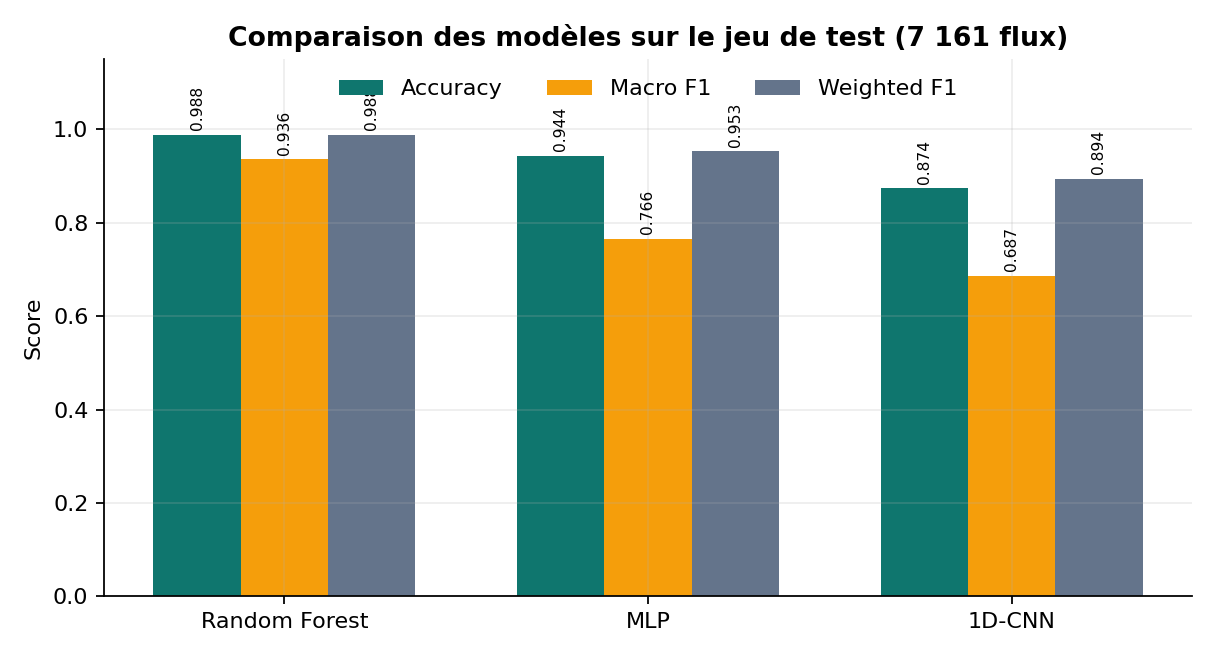 Comparaison des modèles sur le jeu de test (7 161 flux)
Accuracy
Macro F1
Weighted F1
0.988
0.936
0.988
0.944
0.766
0.953
0.874
0.687
0.894
Score
1.0
0.8
0.6
0.4
0.2
0.0
Random Forest
MLP
1D-CNN